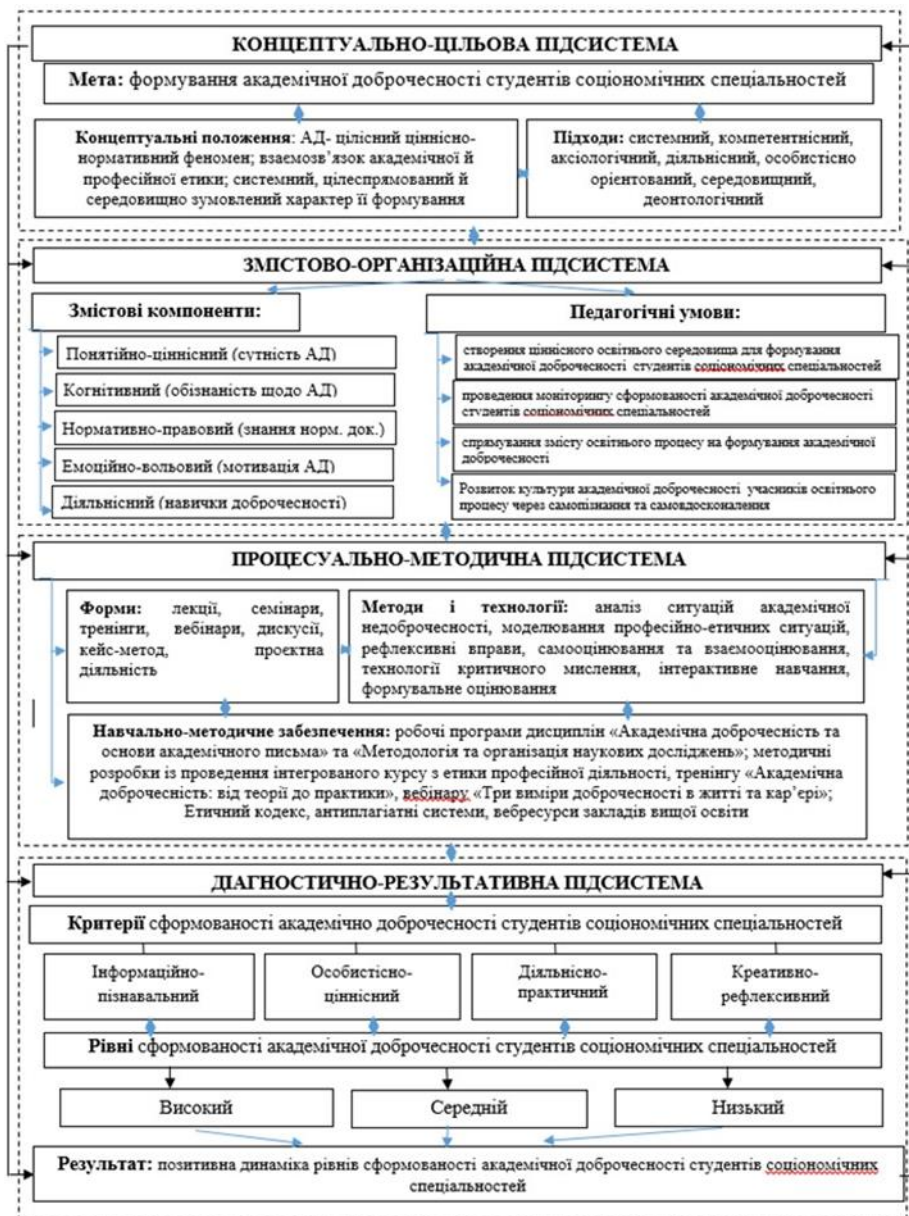 КОНЦЕПТУАЛЬНО-ЦІЛЬОВА ПІДСИСТЕМА
Мета: формування академічної доброчесності студентів соціономічних спеціальностей
Концептуальні положення: АД- цілісний ціннісно-
нормативний феномен; взаємозв’язок академічної й
професійної етики; системний, цілеспрямований й
середовищно зумовлений характер її формування
Підходи: системний, компетентнісний,
аксіологічний, діяльнісний, особистісно
орієнтований, середовищний,
деонтологічний
ЗМІСТОВО-ОРГАНІЗАЦІЙНА ПІДСИСТЕМА
Змістові компоненти:
Понятійно-ціннісний (сутність АД)
Когнітивний (обізнаність щодо АД)
Нормативно-правовий (знання норм. док.)
Емоційно-вольовий (мотивація АД)
Діяльнісний (навички доброчесності)
Педагогічні умови:
створення ціннісного освітнього середовища для формування
академічної доброчесності студентів соціономічних спеціальностей
проведення моніторингу сформованості академічної доброчесності
студентів соціономічних спеціальностей
спрямування змісту освітнього процесу на формування академічної
доброчесності
Розвиток культури академічної доброчесності учасників освітнього
процесу через самопізнання та самовдосконалення
ПРОЦЕСУАЛЬНО-МЕТОДИЧНА ПІДСИСТЕМА
Форми: лекції, семінари,
тренінги, вебінари, дискусії,
кейс-метод, проєктна
діяльність
Методи і технології: аналіз ситуацій академічної
недоброчесності, моделювання професійно-етичних ситуацій,
рефлексивні вправи, самооцінювання та взаємооцінювання,
технології критичного мислення, інтерактивне навчання,
формувальне оцінювання
Навчально-методичне забезпечення: робочі програми дисциплін «Академічна доброчесність та
основи академічного письма» та «Методологія та організація наукових досліджень»; методичні
розробки із проведення інтегрованого курсу з етики професійної діяльності, тренінгу «Академічна
доброчесність: від теорії до практики», вебінару «Три виміри доброчесності в житті та кар’єрі»;
Етичний кодекс, антиплагіатні системи, вебресурси закладів вищої освіти
ДІАГНОСТИЧНО-РЕЗУЛЬТАТИВНА ПІДСИСТЕМА
Критерії сформованості академічно доброчесності студентів соціономічних спеціальностей
Інформаційно-
пізнавальний
Особистісно-
ціннісний
Діяльнісно-
практичний
Креативно-
рефлексивний
Рівні сформованості академічної доброчесності студентів соціономічних спеціальностей
Високий
Середній
Низький
Результат: позитивна динаміка рівнів сформованості академічної доброчесності студентів соціономічних
спеціальностей